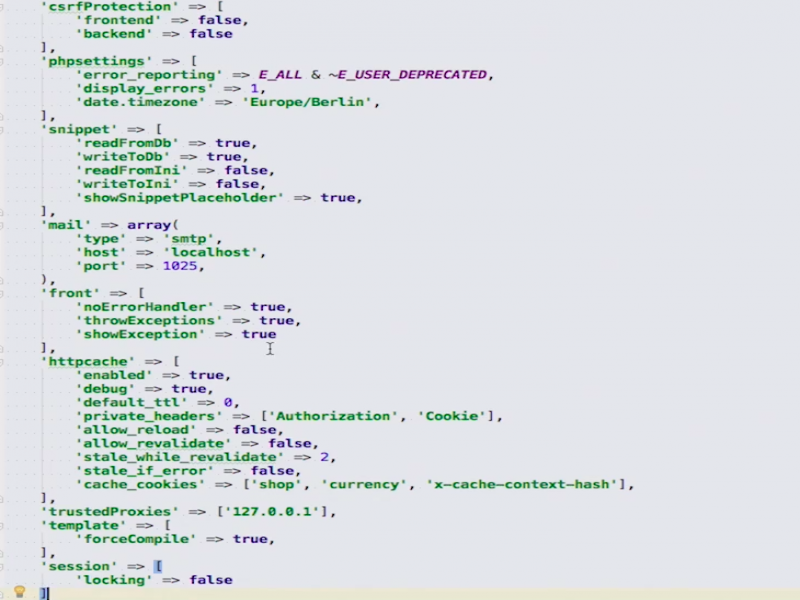 'csrfProtection' => [
'frontend' => false,
'backend' => false
],
'phpsettings' => [
'error_reporting' => E_ALL & ~E_USER_DEPRECATED,
'display_errors' => 1,
'date.timezone' => 'Europe/Berlin',
],
'snippet' => [
'readFromDb' => true,
'writeToDb' => true,
'readFromIni' => false,
'writeToIni' => false,
'showSnippetPlaceholder' => true,
],
'mail' => array(
'type' => 'smtp',
'host' => 'localhost',
'port' => 1025,
),
'front' => [
'noErrorHandler' => true,
'throwExceptions' => true,
'showException' => true
],
'httpcache' => [
'enabled' => true,
'debug' => true,
'default_ttl' => 0,
'private_headers' => ['Authorization', 'Cookie'],
'allow_reload' => false,
'allow_revalidate' => false,
'stale_while_revalidate' => 2,
'stale_if_error' => false,
'cache_cookies' => ['shop', 'currency', 'x-cache-context-hash'],
],
'trustedProxies' => ['127.0.0.1'],
'template' => [
'forceCompile' => true,
],
'session' => [
'locking' => false
]